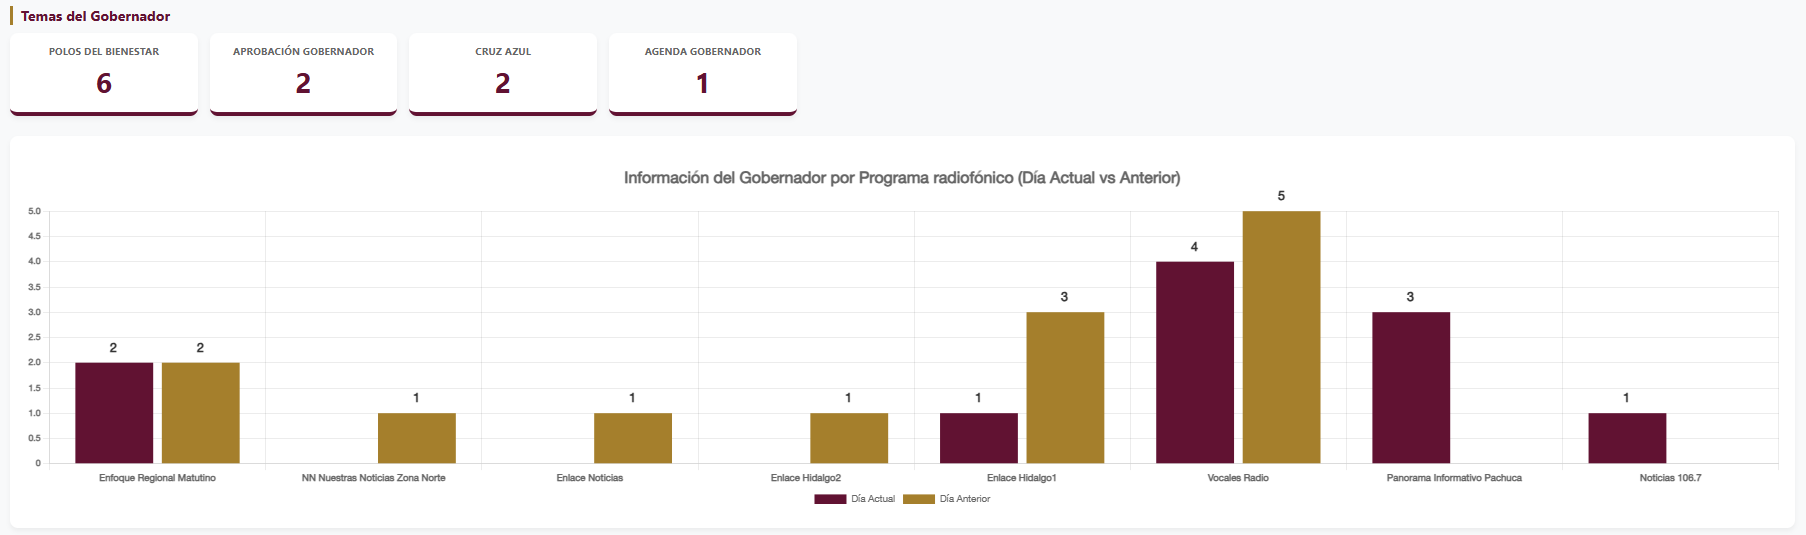 Temas del Gobernador
POLOS DEL BIENESTAR
6
APROBACIÓN GOBERNADOR
2
CRUZ AZUL
2
AGENDA GOBERNADOR
1
Información del Gobernador por Programa radiofónico (Día Actual vs Anterior)
5.0
4.5
4.0
3.5
3.0
2.5
2.0
1.5
1.0
0.5
0
2
2
1
1
1
1
3
4
5
3
1
Enfoque Regional Matutino
NN Nuestras Noticias Zona Norte
Enlace Noticias
Enlace Hidalgo2
Enlace Hidalgo1
Vocales Radio
Panorama Informativo Pachuca
Noticias 106.7
Día Actual
Día Anterior